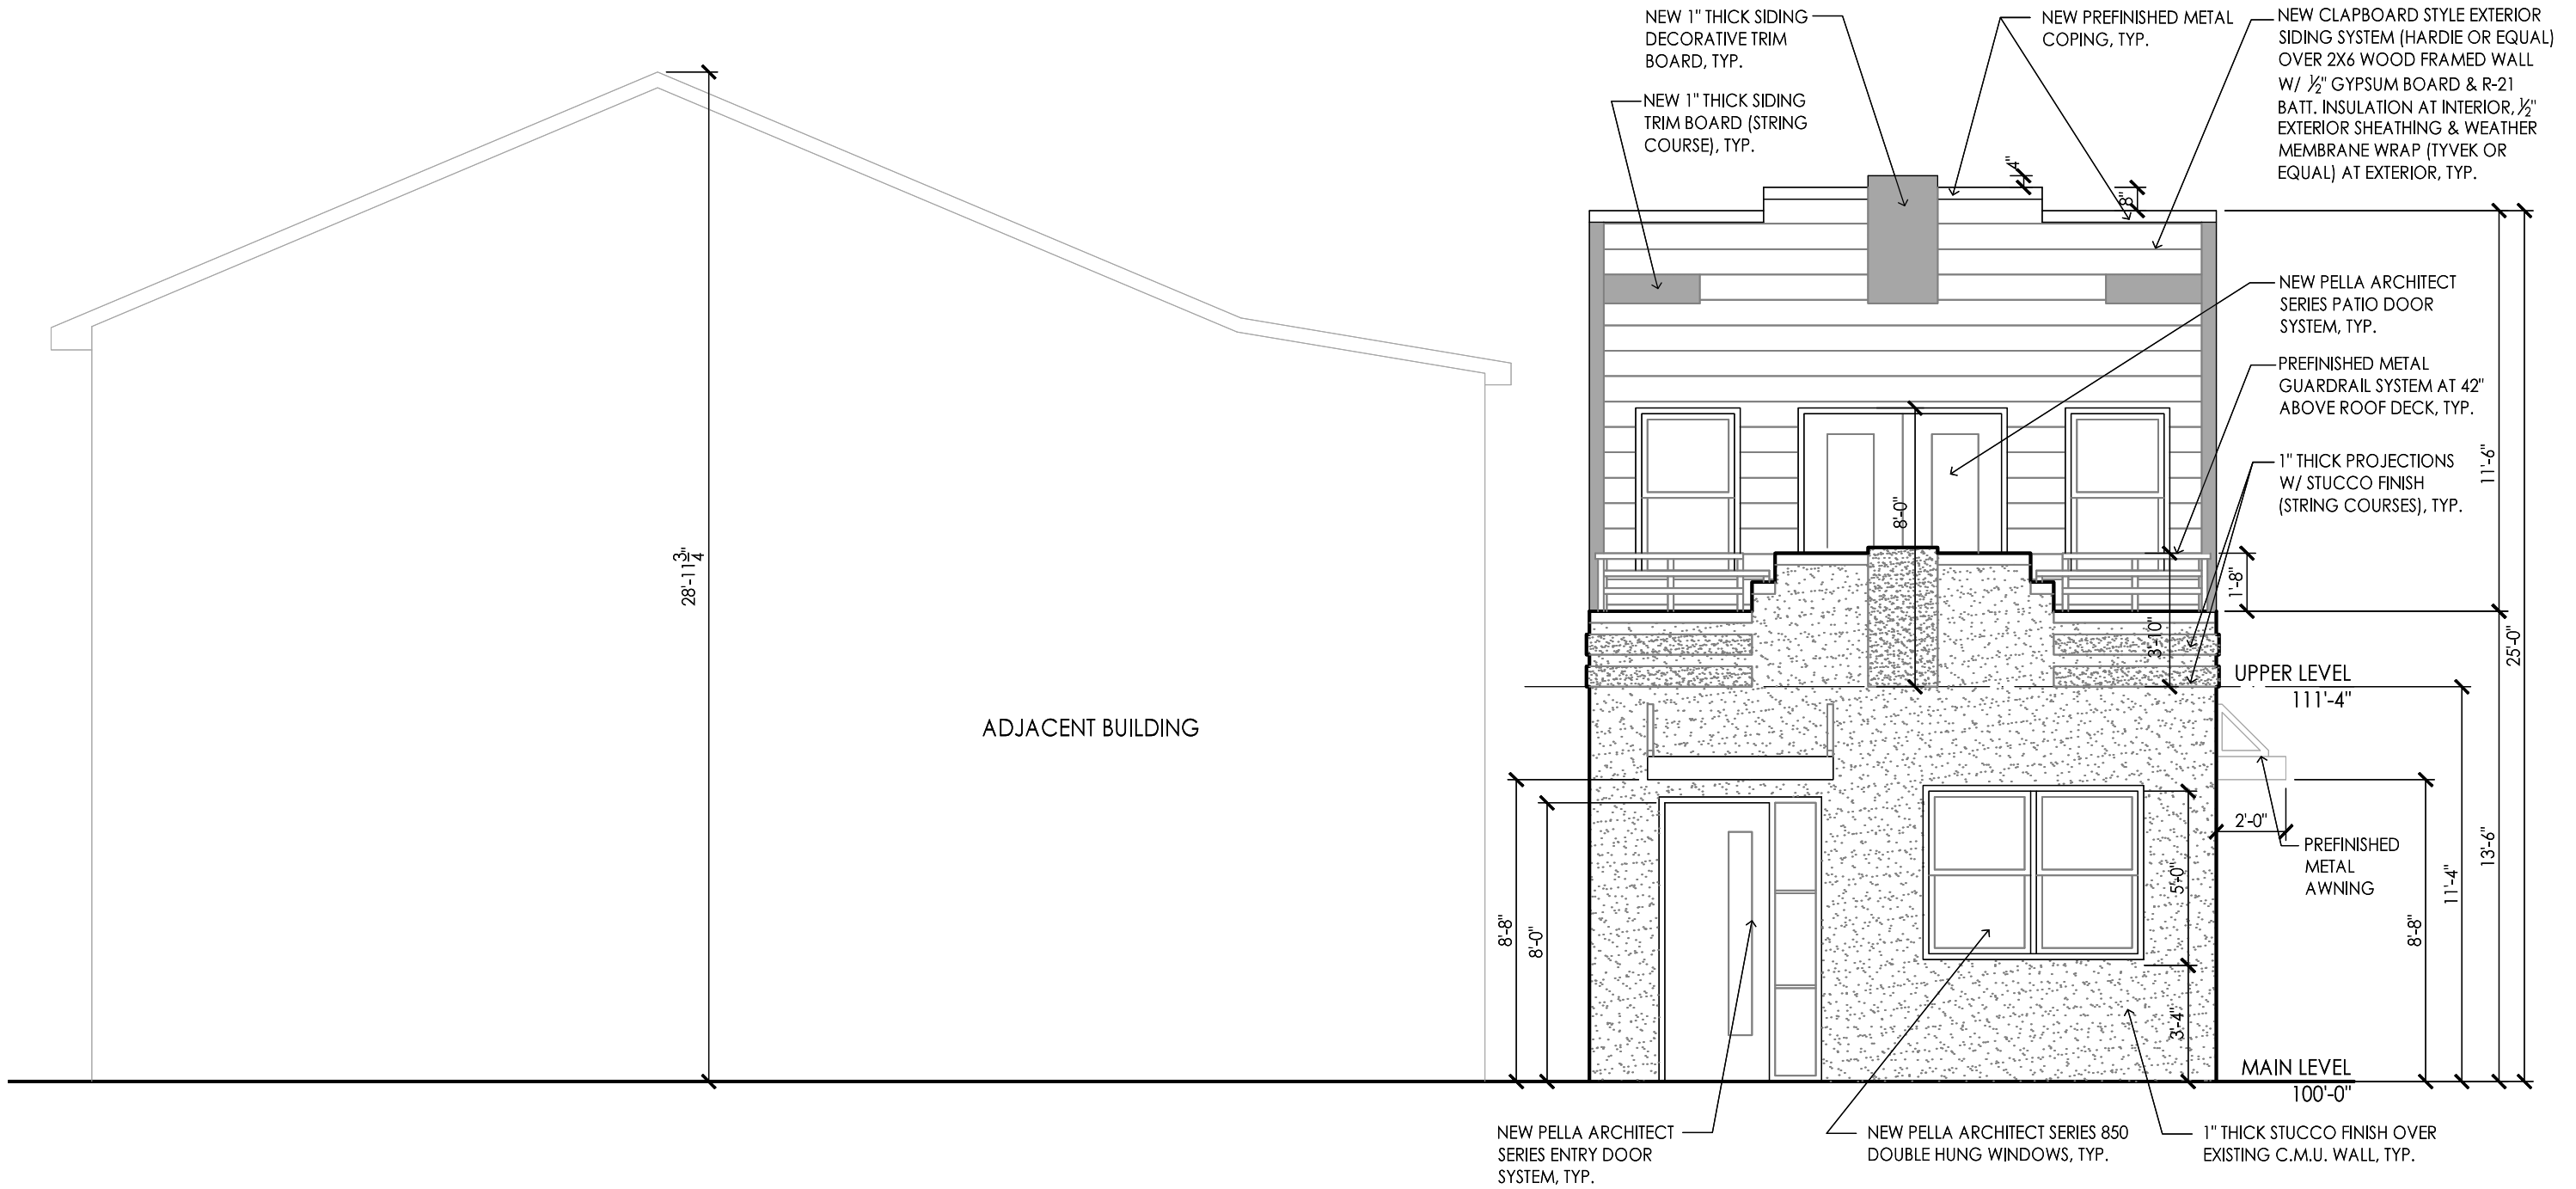 NEW 1" THICK SIDING
DECORATIVE TRIM
BOARD, TYP.
NEW PREFINISHED METAL
COPING, TYP.
NEW CLAPBOARD STYLE EXTERIOR
SIDING SYSTEM (HARDIE OR EQUAL)
OVER 2X6 WOOD FRAMED WALL
W/ ½" GYPSUM BOARD & R-21
BATT. INSULATION AT INTERIOR, ½"
EXTERIOR SHEATHING & WEATHER
MEMBRANE WRAP (TYVEK OR
EQUAL) AT EXTERIOR, TYP.
NEW 1" THICK SIDING
TRIM BOARD (STRING
COURSE), TYP.
4"
8"
NEW PELLA ARCHITECT
SERIES PATIO DOOR
SYSTEM, TYP.
PREFINISHED METAL
GUARDRAIL SYSTEM AT 42"
ABOVE ROOF DECK, TYP.
1" THICK PROJECTIONS
W/ STUCCO FINISH
(STRING COURSES), TYP.
11'-6"
8'-0"
28'-11 3/4"
1'-8"
3'-10"
25'-0"
UPPER LEVEL
111'-4"
ADJACENT BUILDING
2'-0"
PREFINISHED
METAL
AWNING
13'-6"
11'-4"
8'-8"
5'-0"
8'-8"
8'-0"
3'-4"
MAIN LEVEL
100'-0"
NEW PELLA ARCHITECT
SERIES ENTRY DOOR
SYSTEM, TYP.
NEW PELLA ARCHITECT SERIES 850
DOUBLE HUNG WINDOWS, TYP.
1" THICK STUCCO FINISH OVER
EXISTING C.M.U. WALL, TYP.